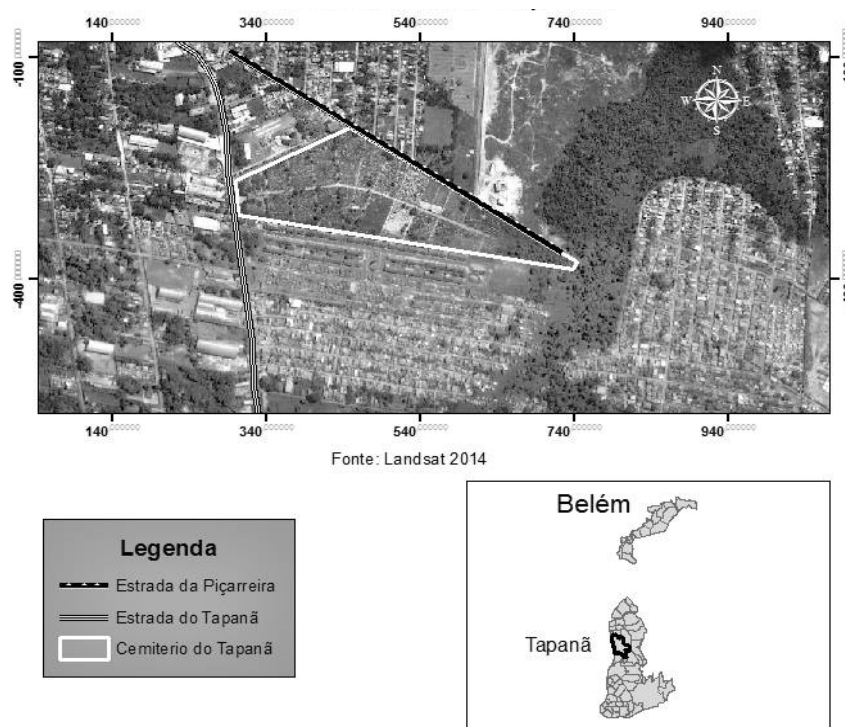 140 340 540 740 940
-100
-400
N
W E
S
140 340 540 740 940
Fonte: Landsat 2014
Legenda
Estrada da Piçarreira
Estrada do Tapanã
Cemiterio do Tapanã
Belém
Tapanã